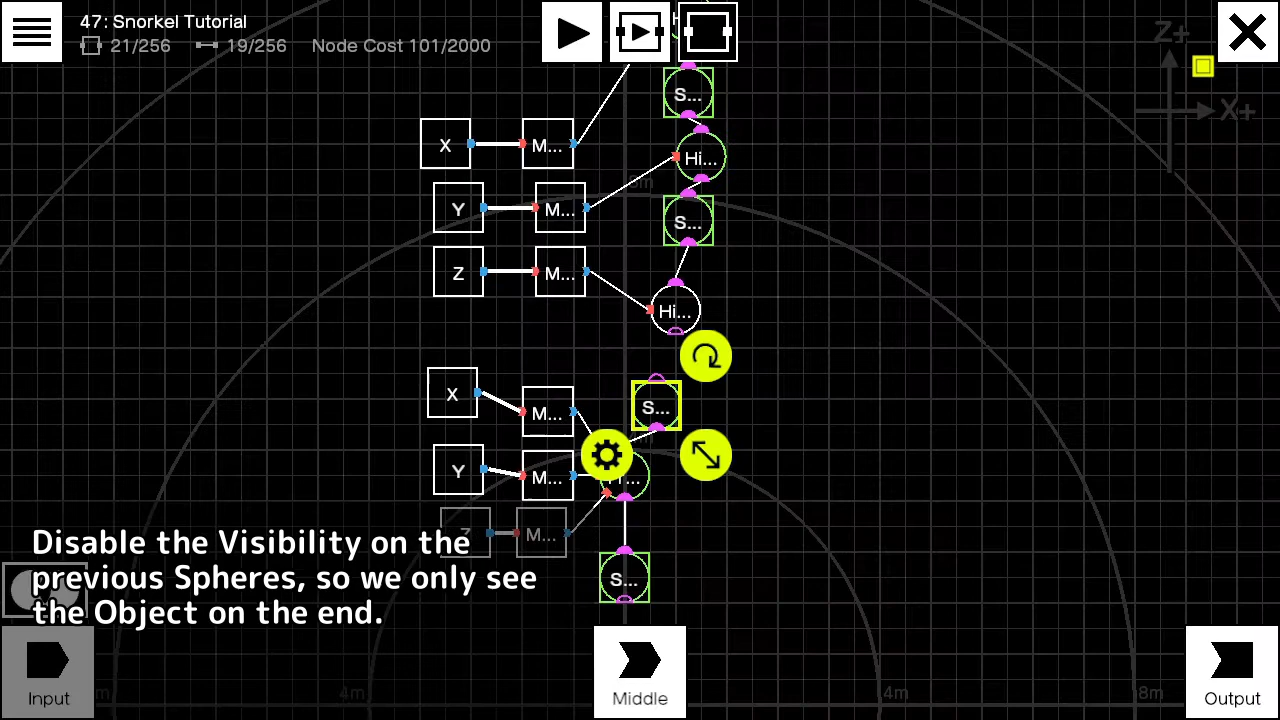 47: Snorkel Tutorial
21/256 19/256 Node Cost 101/2000
Z+
X+
S...
X M...
Hi...
Y M...
S...
Z M...
Hi...
X M... S...
Y M...
Z M...
Disable the Visibility on the
previous Spheres, so we only see
the Object on the end.
S...
4m 4m 8m
Input Middle Output